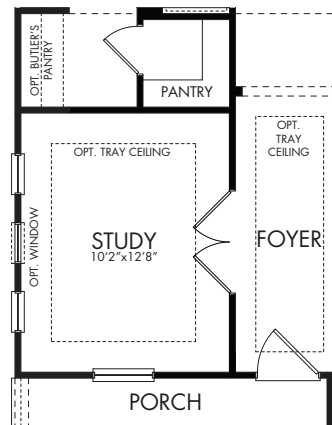 OPT. BUTLER'S
PANTRY
PANTRY
OPT. TRAY CEILING
OPT.
TRAY
CEILING
OPT. WINDOW
STUDY
10'2"x12'8"
FOYER
PORCH